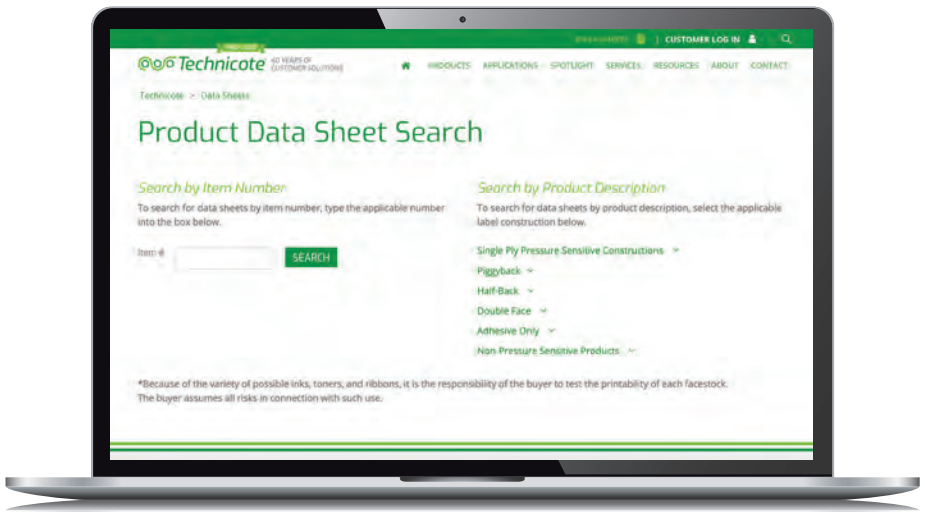 CUSTOMER LOG IN
Technicote 40 YEARS OF
CUSTOMER SOLUTIONS
PRODUCTS APPLICATIONS SPOTLIGHT SERVICES RESOURCES ABOUT CONTACT
Technicote > Data Sheets
Product Data Sheet Search
Search by Item Number
To search for data sheets by item number, type the applicable number
into the box below.
Item #
SEARCH
Search by Product Description
To search for data sheets by product description, select the applicable
label construction below.
Single Ply Pressure Sensitive Constructions
Piggyback
Half-Back
Double Face
Adhesive Only
Non-Pressure Sensitive Products
*Because of the variety of possible inks, toners, and ribbons, it is the responsibility of the buyer to test the printability of each facestock.
The buyer assumes all risks in connection with such use.